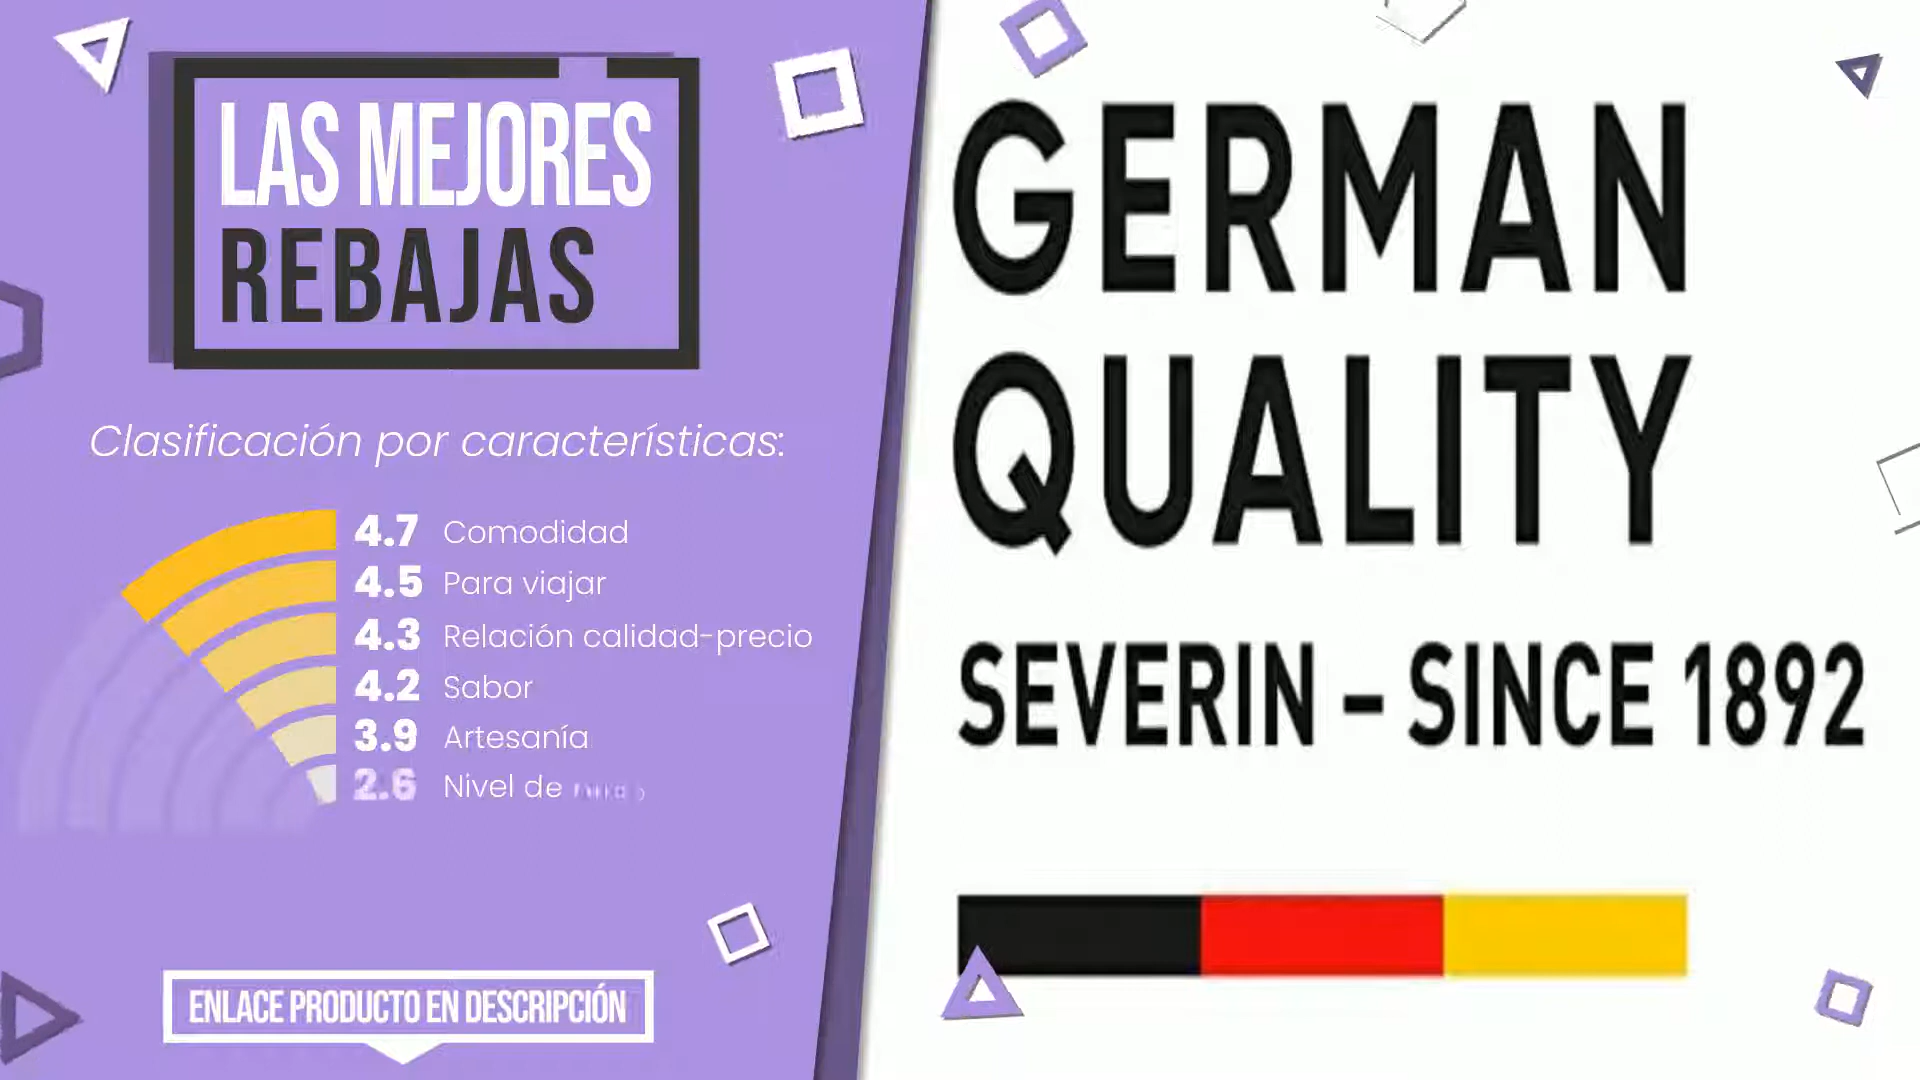 LAS MEJORES
REBAJAS
Clasificación por características:
4.7 Comodidad
4.5 Para viajar
4.3 Relación calidad-precio
4.2 Sabor
3.9 Artesanía
2.6 Nivel de
ENLACE PRODUCTO EN DESCRIPCIÓN
GERMAN
QUALITY
SEVERIN – SINCE 1892